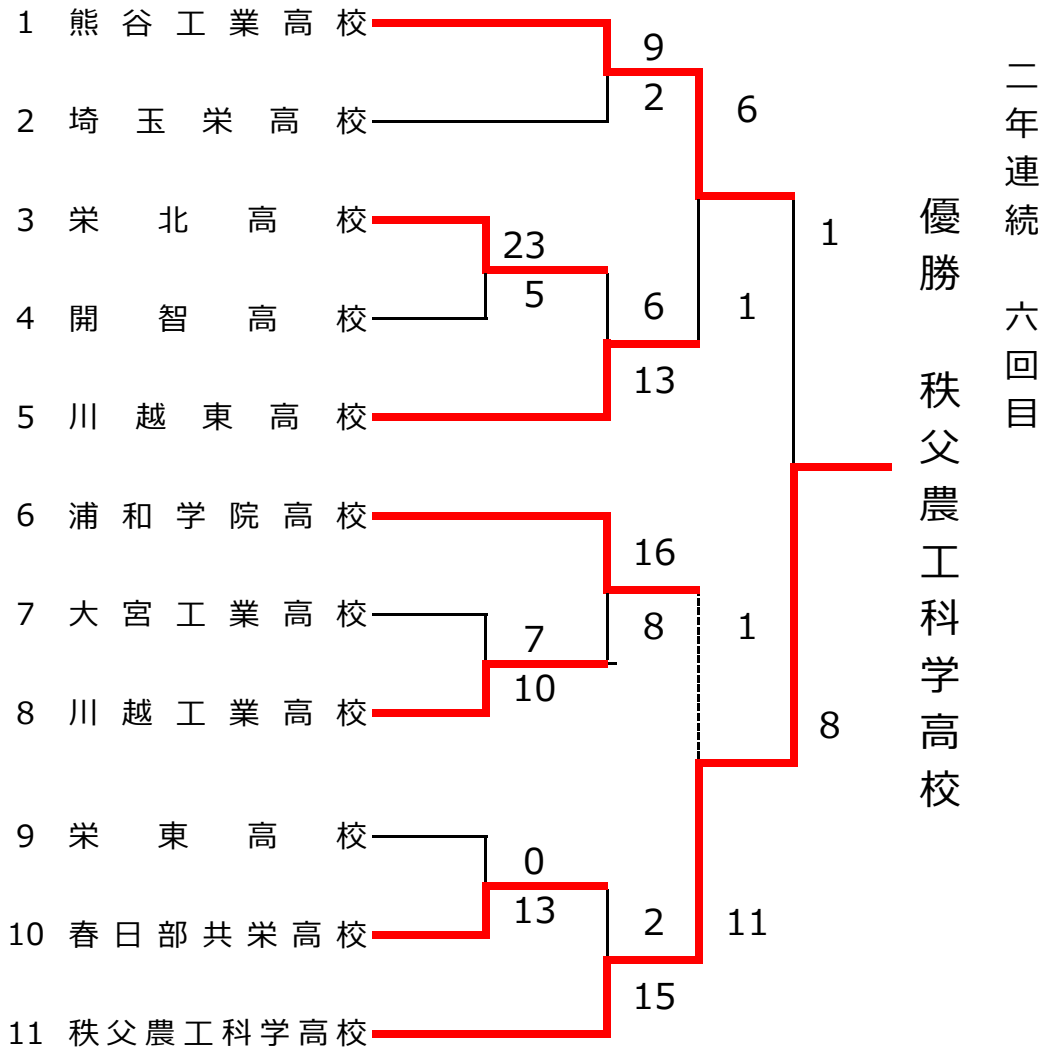 1 熊谷工業高校
2 埼玉栄高校
3 栄北高校
4 開智高校
5 川越東高校
6 浦和学院高校
7 大宮工業高校
8 川越工業高校
9 栄東高校
10 春日部共栄高校
11 秩父農工科学高校
9
2
23
5
6
13
16
8
7
10
0
13
2
15
6
1
1
11
1
8
優勝 秩父農工科学高校
二年連続 六回目